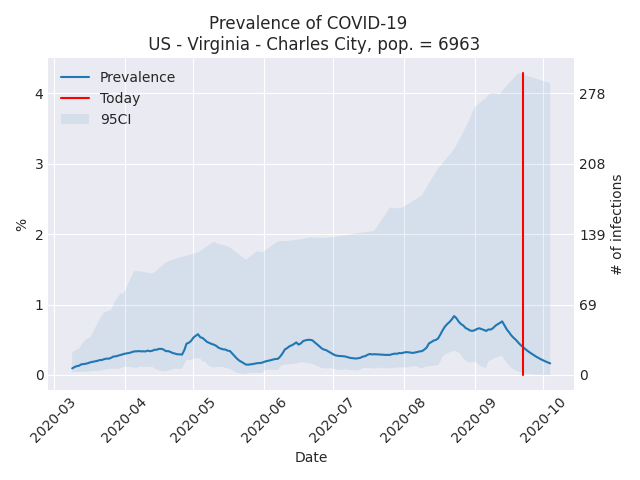 Prevalence of COVID-19
US - Virginia - Charles City, pop. = 6963
Prevalence
Today
95CI
4
3
2
1
0
%
278
208
139
69
0
# of infections
2020-03
2020-04
2020-05
2020-06
2020-07
2020-08
2020-09
2020-10
Date